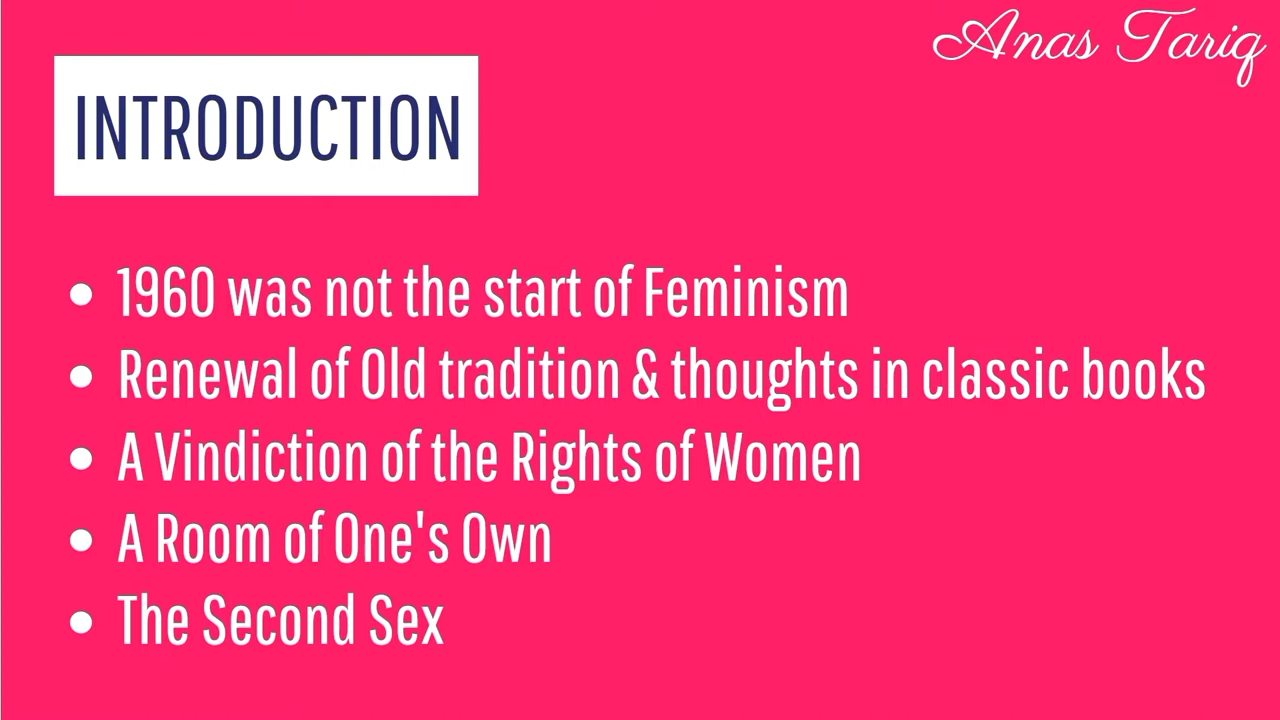 Anas Tariq
INTRODUCTION
• 1960 was not the start of Feminism
• Renewal of Old tradition & thoughts in classic books
• A Vindiction of the Rights of Women
• A Room of One's Own
• The Second Sex